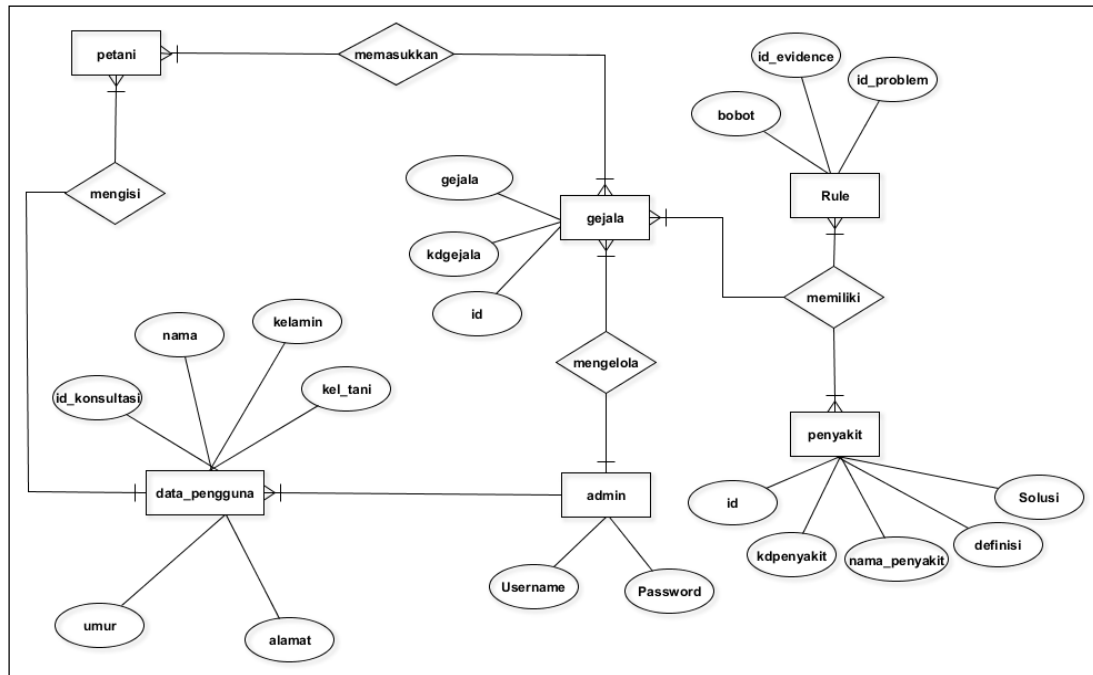 petani
memasukkan
id_evidence
id_problem
bobot
mengisi
gejala
Rule
gejala
kdgejala
id
memiliki
nama
kelamin
mengelola
id_konsultasi
kel_tani
penyakit
data_pengguna
admin
id
Solusi
kdpenyakit
nama_penyakit
definisi
Username
Password
umur
alamat